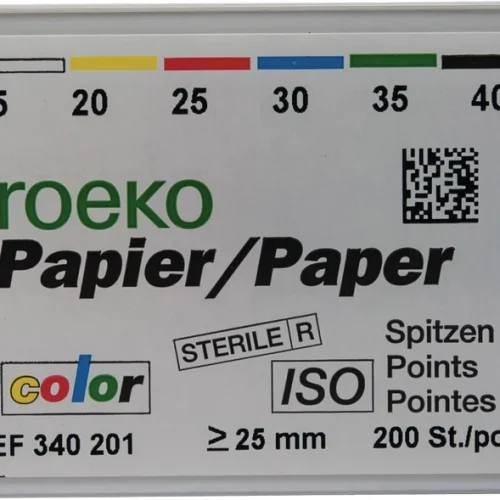 5 20 25 30 35 40
roeko
Papier/Paper
STERILE R
Spitzen
color ISO Points
Pointes
EF 340 201 ≥ 25 mm 200 St./pc